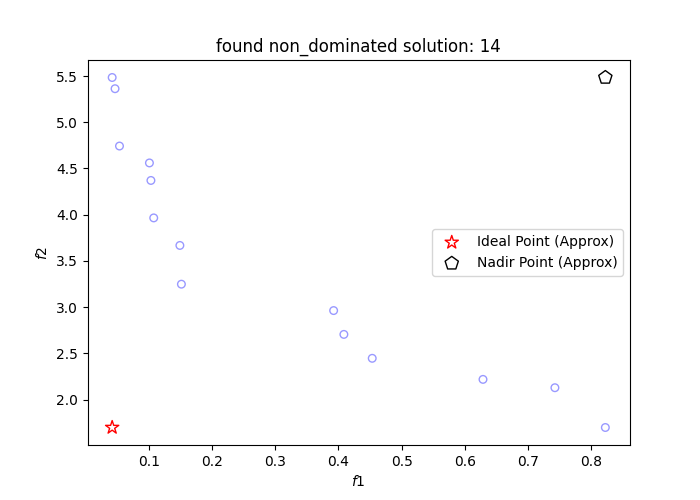 found non_dominated solution: 14
5.5
5.0
4.5
4.0
3.5
3.0
2.5
2.0
f2
Ideal Point (Approx)
Nadir Point (Approx)
0.1 0.2 0.3 0.4 0.5 0.6 0.7 0.8
f1